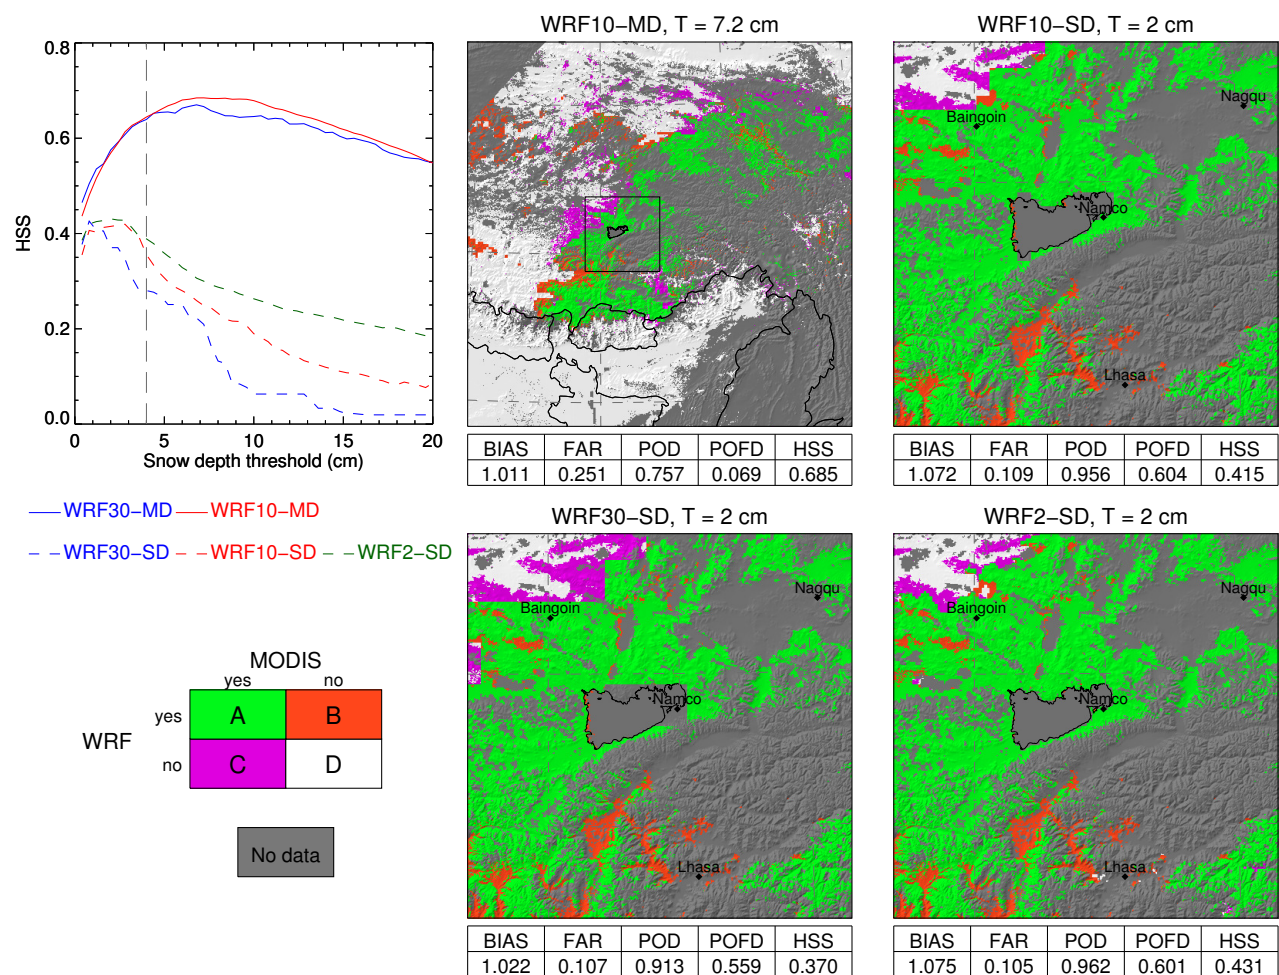 0.8
0.6
0.4
0.2
0.0
HSS
0 5 10 15 20
Snow depth threshold (cm)
WRF30−MD WRF10−MD
WRF30−SD WRF10−SD WRF2−SD
MODIS
yes no
WRF
yes A B
no C D
No data
WRF10−MD, T = 7.2 cm
BIAS FAR POD POFD HSS
1.011 0.251 0.757 0.069 0.685
WRF10−SD, T = 2 cm
Nagqu
Baingoin
Namco
Lhasa
BIAS FAR POD POFD HSS
1.072 0.109 0.956 0.604 0.415
WRF30−SD, T = 2 cm
Nagqu
Baingoin
Namco
Lhasa
BIAS FAR POD POFD HSS
1.022 0.107 0.913 0.559 0.370
WRF2−SD, T = 2 cm
Nagqu
Baingoin
Namco
Lhasa
BIAS FAR POD POFD HSS
1.075 0.105 0.962 0.601 0.431